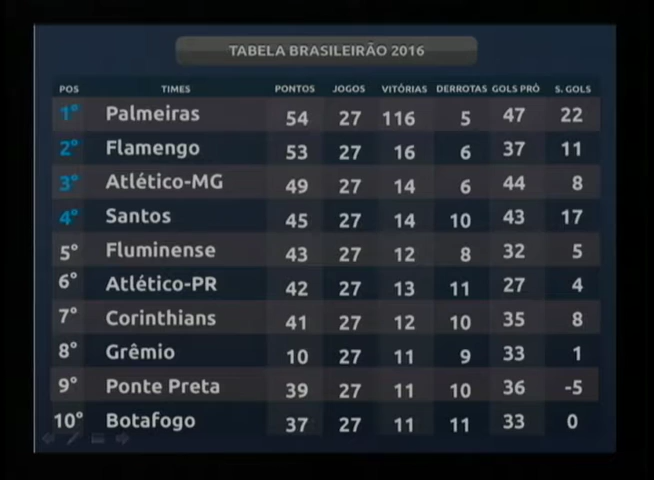 TABELA BRASILEIRÃO 2016
POS TIMES PONTOS JOGOS VITÓRIAS DERROTAS GOLS PRÓ S. GOLS
1º Palmeiras 54 27 116 5 47 22
2º Flamengo 53 27 16 6 37 11
3º Atlético-MG 49 27 14 6 44 8
4º Santos 45 27 14 10 43 17
5º Fluminense 43 27 12 8 32 5
6º Atlético-PR 42 27 13 11 27 4
7º Corinthians 41 27 12 10 35 8
8º Grêmio 10 27 11 9 33 1
9º Ponte Preta 39 27 11 10 36 -5
10º Botafogo 37 27 11 11 33 0